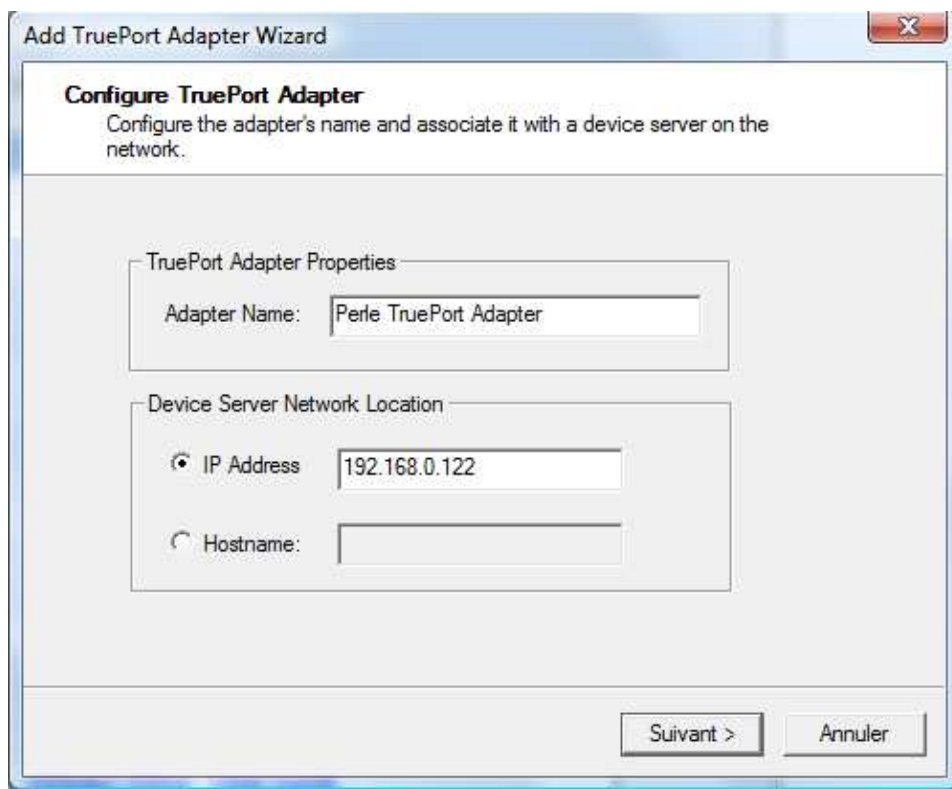 Add TruePort Adapter Wizard
Configure TruePort Adapter
Configure the adapter's name and associate it with a device server on the
network.
TruePort Adapter Properties
Adapter Name: Perle TruePort Adapter
Device Server Network Location
IP Address 192.168.0.122
Hostname:
Suivant > Annuler